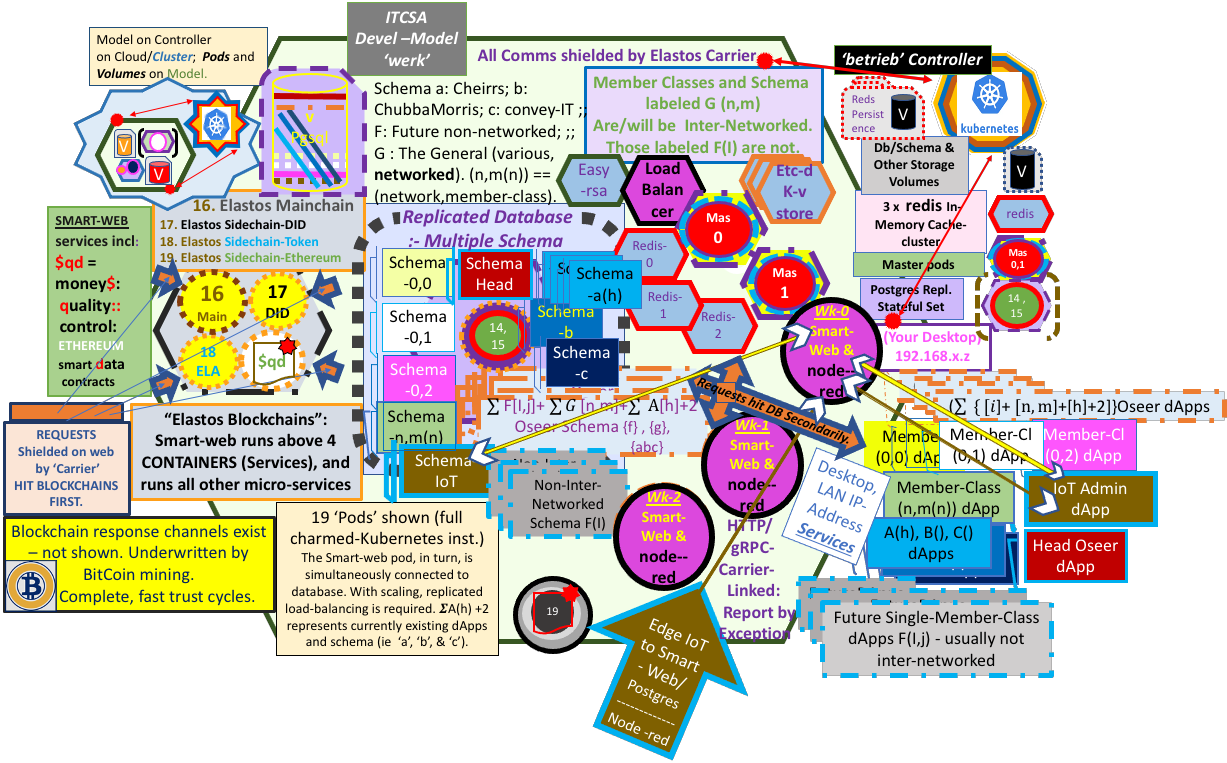 ITCSA
Devel –Model
‘werk’
Model on Controller
on Cloud/Cluster; Pods and
Volumes on Model.
All Comms shielded by Elastos Carrier
‘betrieb’ Controller
Schema a: Cheirrs; b:
ChubbaMorris; c: convey-IT ;;
F: Future non-networked; ;;
G : The General (various,
networked). (n,m(n)) ==
(network,member-class).
Member Classes and Schema
labeled G (n,m)
Are/will be Inter-Networked.
Those labeled F(I) are not.
Reds
Persist
ence
V
kubernetes
V
V
V
V
Pgsql
Db/Schema &
Other Storage
Volumes
V
Easy
-rsa
Load
Balan
cer
Etc-d
K-v
store
3 x redis In-
Memory Cache-
cluster
redis
Master pods
Mas
0,1
Postgres Repl.
Stateful Set
14 ,
15
(Your Desktop)
192.168.x.z
16. Elastos Mainchain
17. Elastos Sidechain-DID
18. Elastos Sidechain-Token
19. Elastos Sidechain-Ethereum
SMART-WEB
services incl:
$qd =
money$:
quality::
control:
ETHEREUM
smart data
contracts
16
Main
17
DID
18
ELA
$qd
Replicated Database
:- Multiple Schema
Schema
-0,0
Schema
Head
Schema
-a(h)
Schema
-0,1
14,
15
Schema
-b
Schema
-c
Schema
-0,2
Schema
-n,m(n)
Schema
IoT
Mas
0
Redis-
0
Mas
1
Redis-
1
Redis-
2
Wk-0
Smart-
Web &
node--
red
Requests hit DB Secondarily.
∑ F[I,j]+ ∑G [n,m]+∑ A[h]+2
Oseer Schema {f} , {g},
{abc}
Wk-1
Smart-
Web &
node--
red
(∑ { [i]+ [n, m]+[h]+2]}Oseer dApps
Membe
(0,0) dAp
Member-Cl
(0,1) dApp
Member-Cl
(0,2) dApp
Member-Class
(n,m(n)) dApp
IoT Admin
dApp
A(h), B(), C()
dApps
Head Oseer
dApp
Desktop,
LAN IP-
Address
Services
REQUESTS
Shielded on web
by ‘Carrier’
HIT BLOCKCHAINS
FIRST.
“Elastos Blockchains”:
Smart-web runs above 4
CONTAINERS (Services), and
runs all other micro-services
Non-Inter-
Networked
Schema F(I)
Wk-2
Smart-
Web &
node--
red
HTTP/
gRPC-
Carrier-
Linked:
Report by
Exception
Blockchain response channels exist
– not shown. Underwritten by
BitCoin mining.
Complete, fast trust cycles.
19 ‘Pods’ shown (full
charmed-Kubernetes inst.)
The Smart-web pod, in turn, is
simultaneously connected to
database. With scaling, replicated
load-balancing is required. ΣA(h) +2
represents currently existing dApps
and schema (ie ‘a’, ‘b’, & ‘c’).
19
Edge IoT
to Smart
- Web/
Postgres
------------
Node -red
Future Single-Member-Class
dApps F(I,j) - usually not
inter-networked